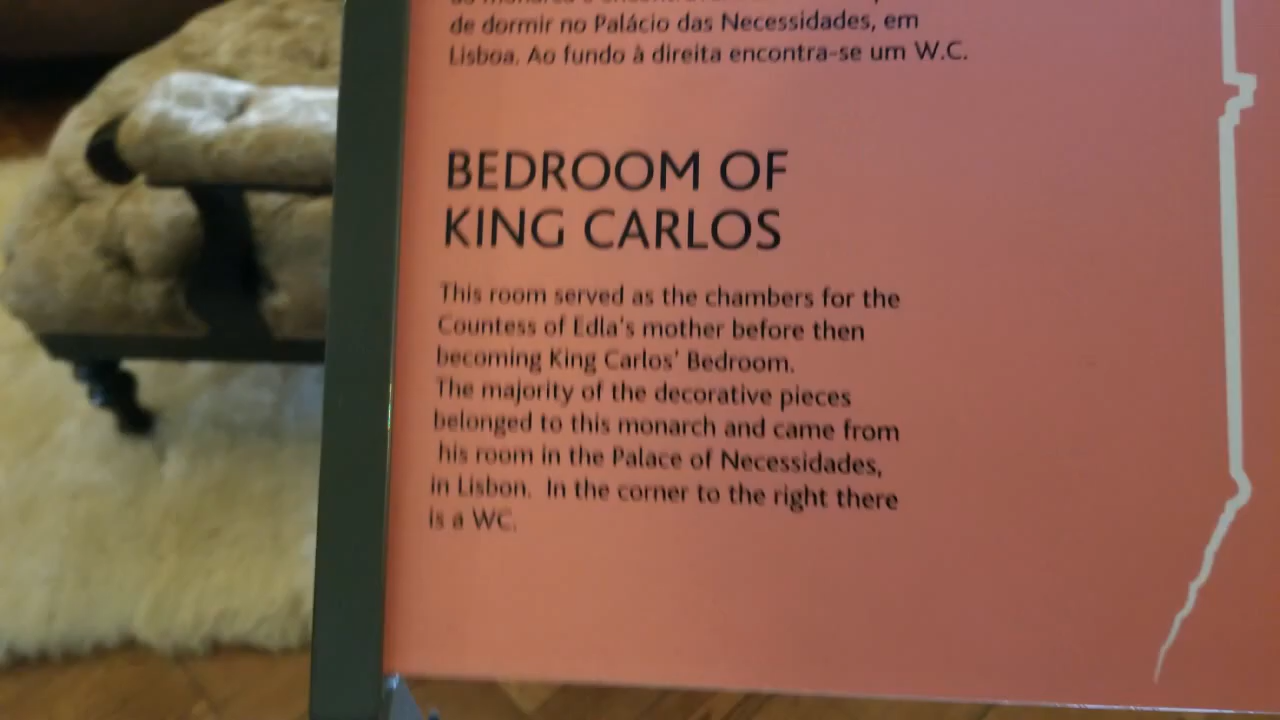 de dormir no Palácio das Necessidades, em
Lisboa. Ao fundo à direita encontra-se um W.C.
BEDROOM OF
KING CARLOS
This room served as the chambers for the
Countess of Edla's mother before then
becoming King Carlos' Bedroom.
The majority of the decorative pieces
belonged to this monarch and came from
his room in the Palace of Necessidades,
in Lisbon. In the corner to the right there
is a WC.